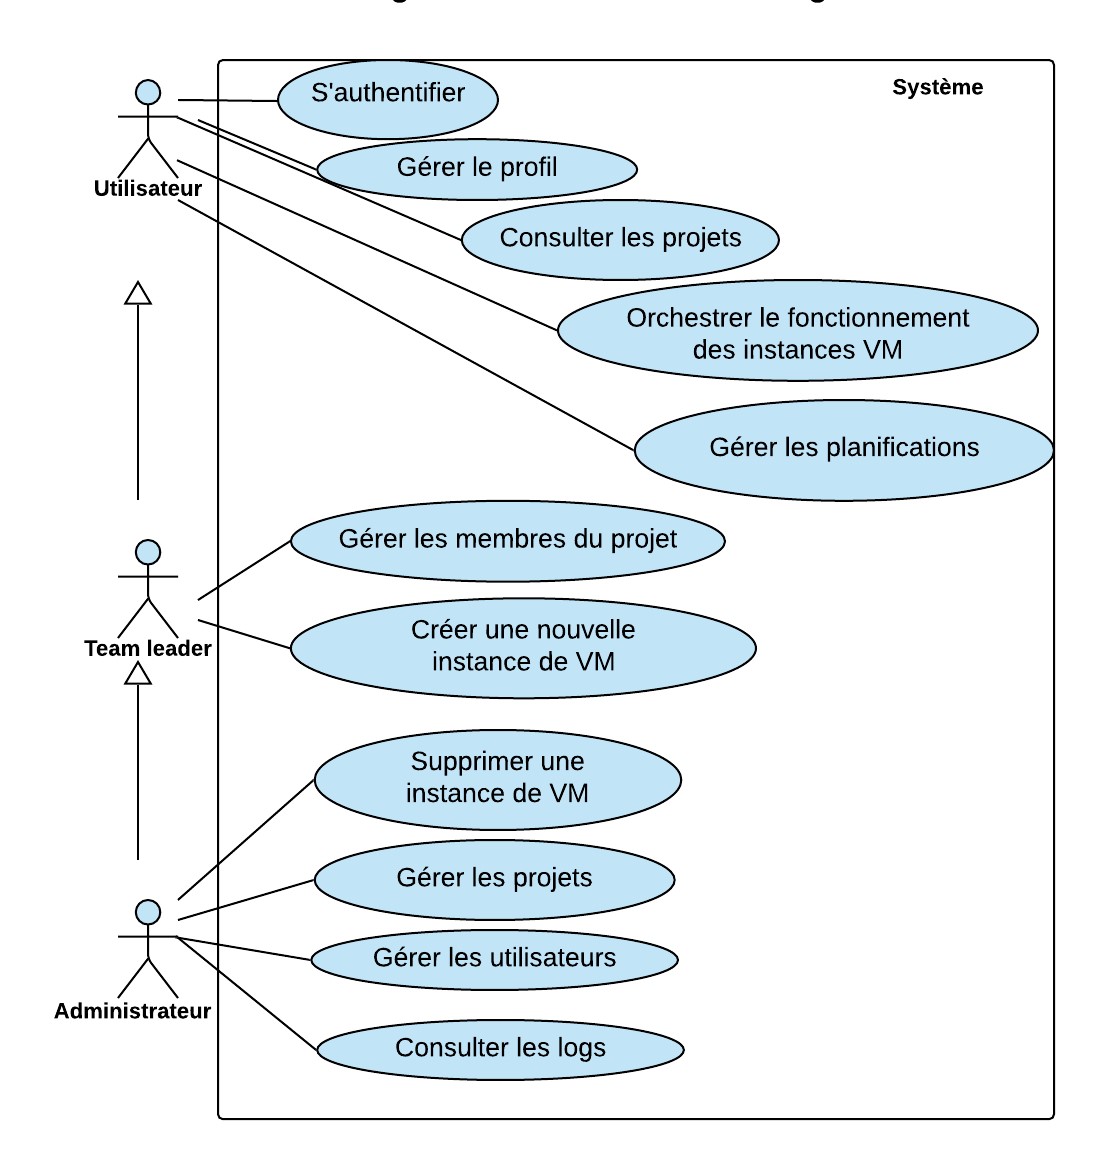 Système
S'authentifier
Gérer le profil
Utilisateur
Consulter les projets
Orchestrer le fonctionnement
des instances VM
Gérer les planifications
Gérer les membres du projet
Créer une nouvelle
instance de VM
Team leader
Supprimer une
instance de VM
Gérer les projets
Gérer les utilisateurs
Administrateur
Consulter les logs